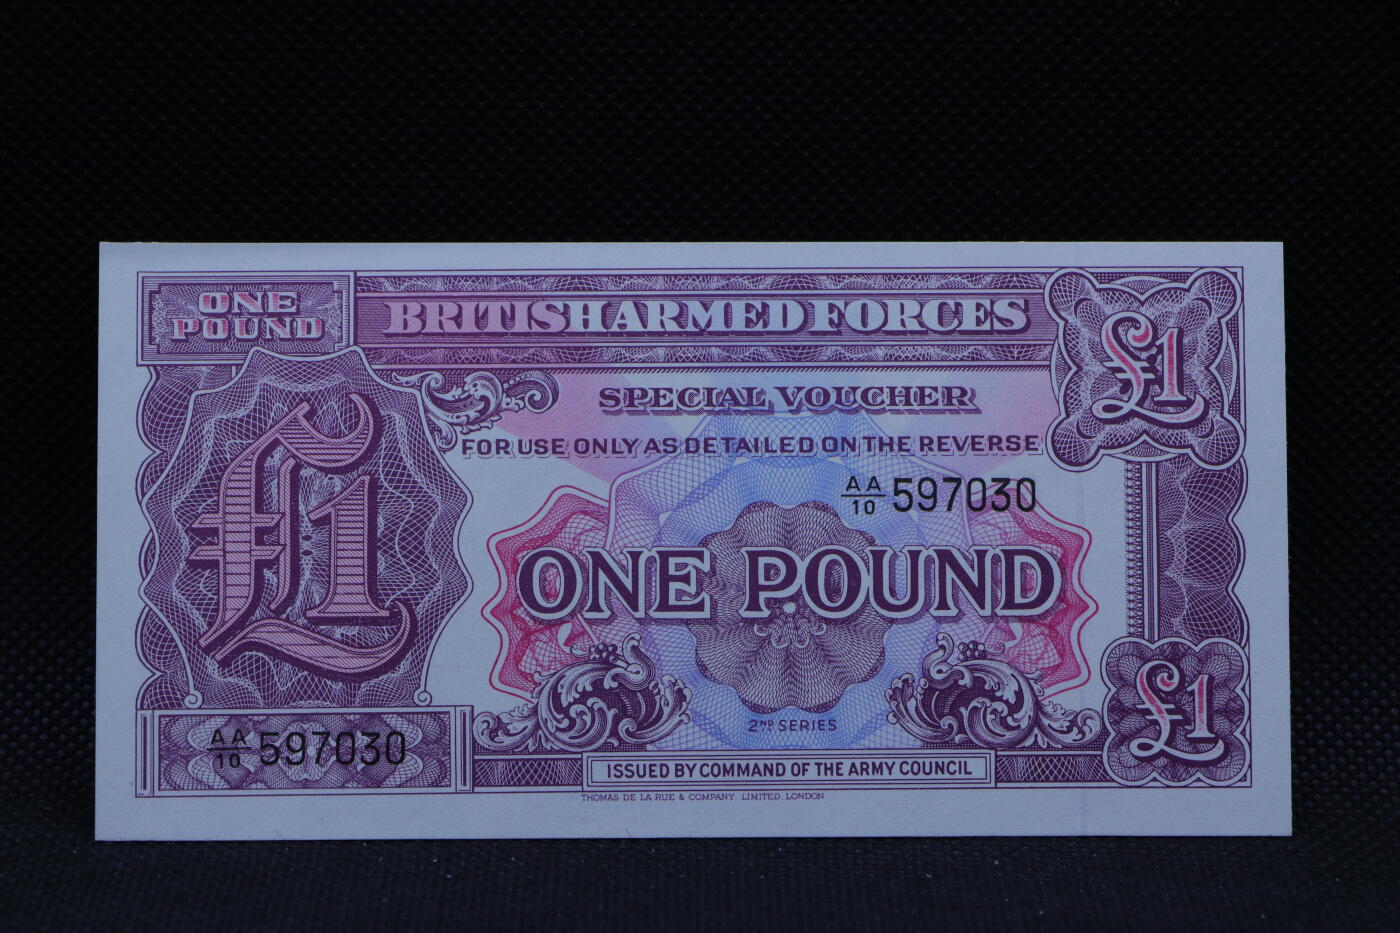 ONE
POUND
BRITISH ARMED FORCES
£1
SPECIAL VOUCHER
FOR USE ONLY AS DETAILED ON THE REVERSE
AA/10 597030
£1
ONE POUND
2ND SERIES
£1
AA/10 597030
ISSUED BY COMMAND OF THE ARMY COUNCIL
THOMAS DE LA RUE & COMPANY, LIMITED, LONDON